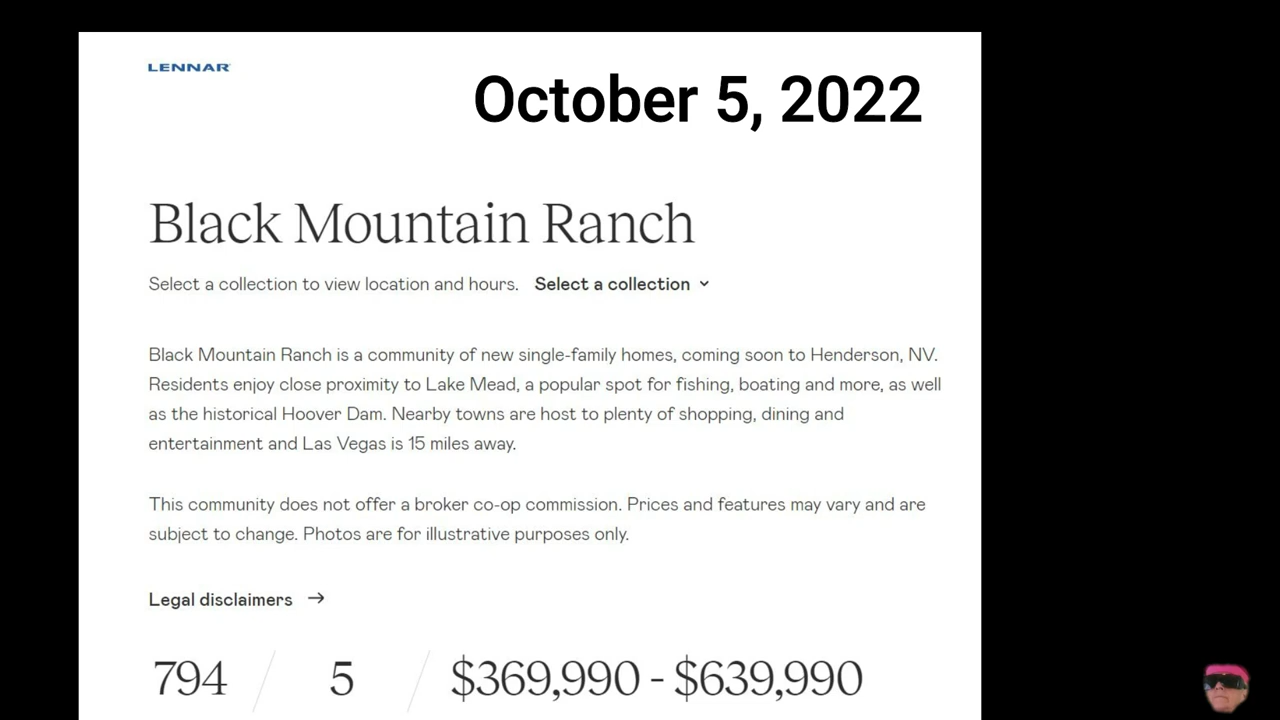 LENNAR
October 5, 2022
Black Mountain Ranch
Select a collection to view location and hours. Select a collection
Black Mountain Ranch is a community of new single-family homes, coming soon to Henderson, NV.
Residents enjoy close proximity to Lake Mead, a popular spot for fishing, boating and more, as well
as the historical Hoover Dam. Nearby towns are host to plenty of shopping, dining and
entertainment and Las Vegas is 15 miles away.
This community does not offer a broker co-op commission. Prices and features may vary and are
subject to change. Photos are for illustrative purposes only.
Legal disclaimers →
794 / 5 / $369,990 - $639,990